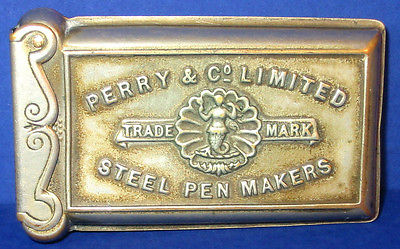 PERRY & Cº LIMITED
TRADE MARK
STEEL PEN MAKERS